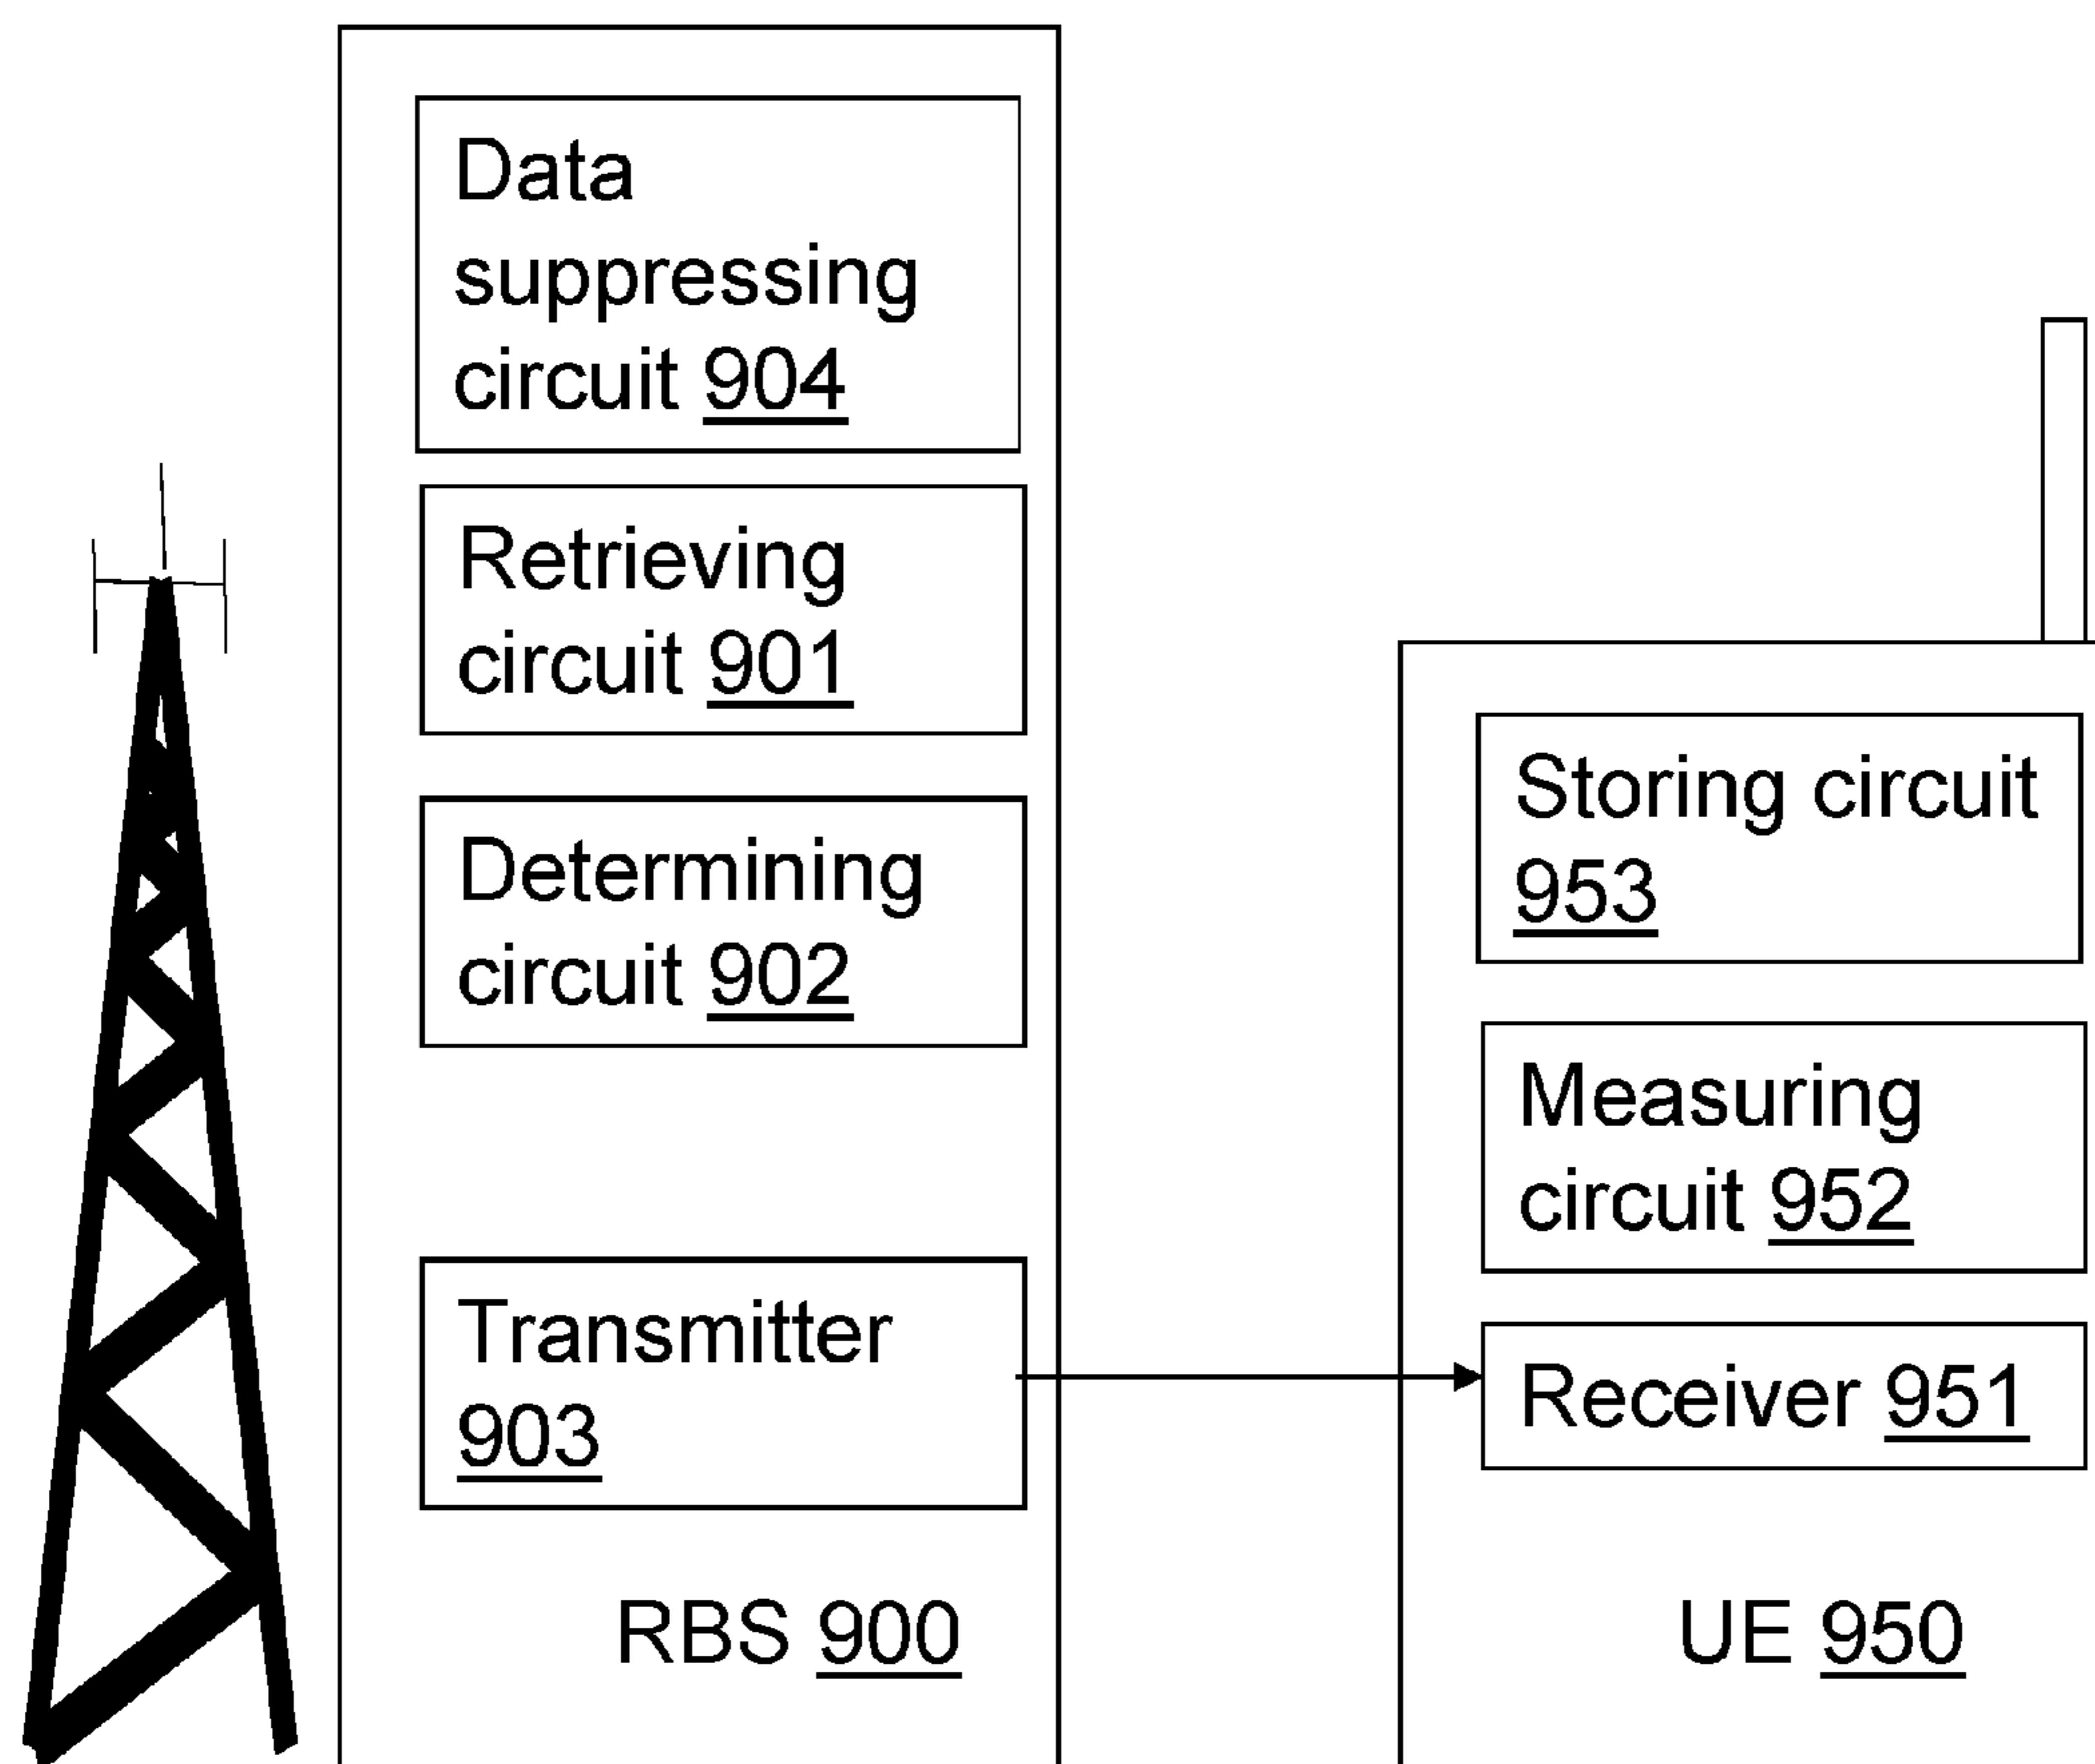 Data
suppressing
circuit 904
Retrieving
circuit 901
Determining
circuit 902
Transmitter
903
RBS 900
Storing circuit
953
Measuring
circuit 952
Receiver 951
UE 950